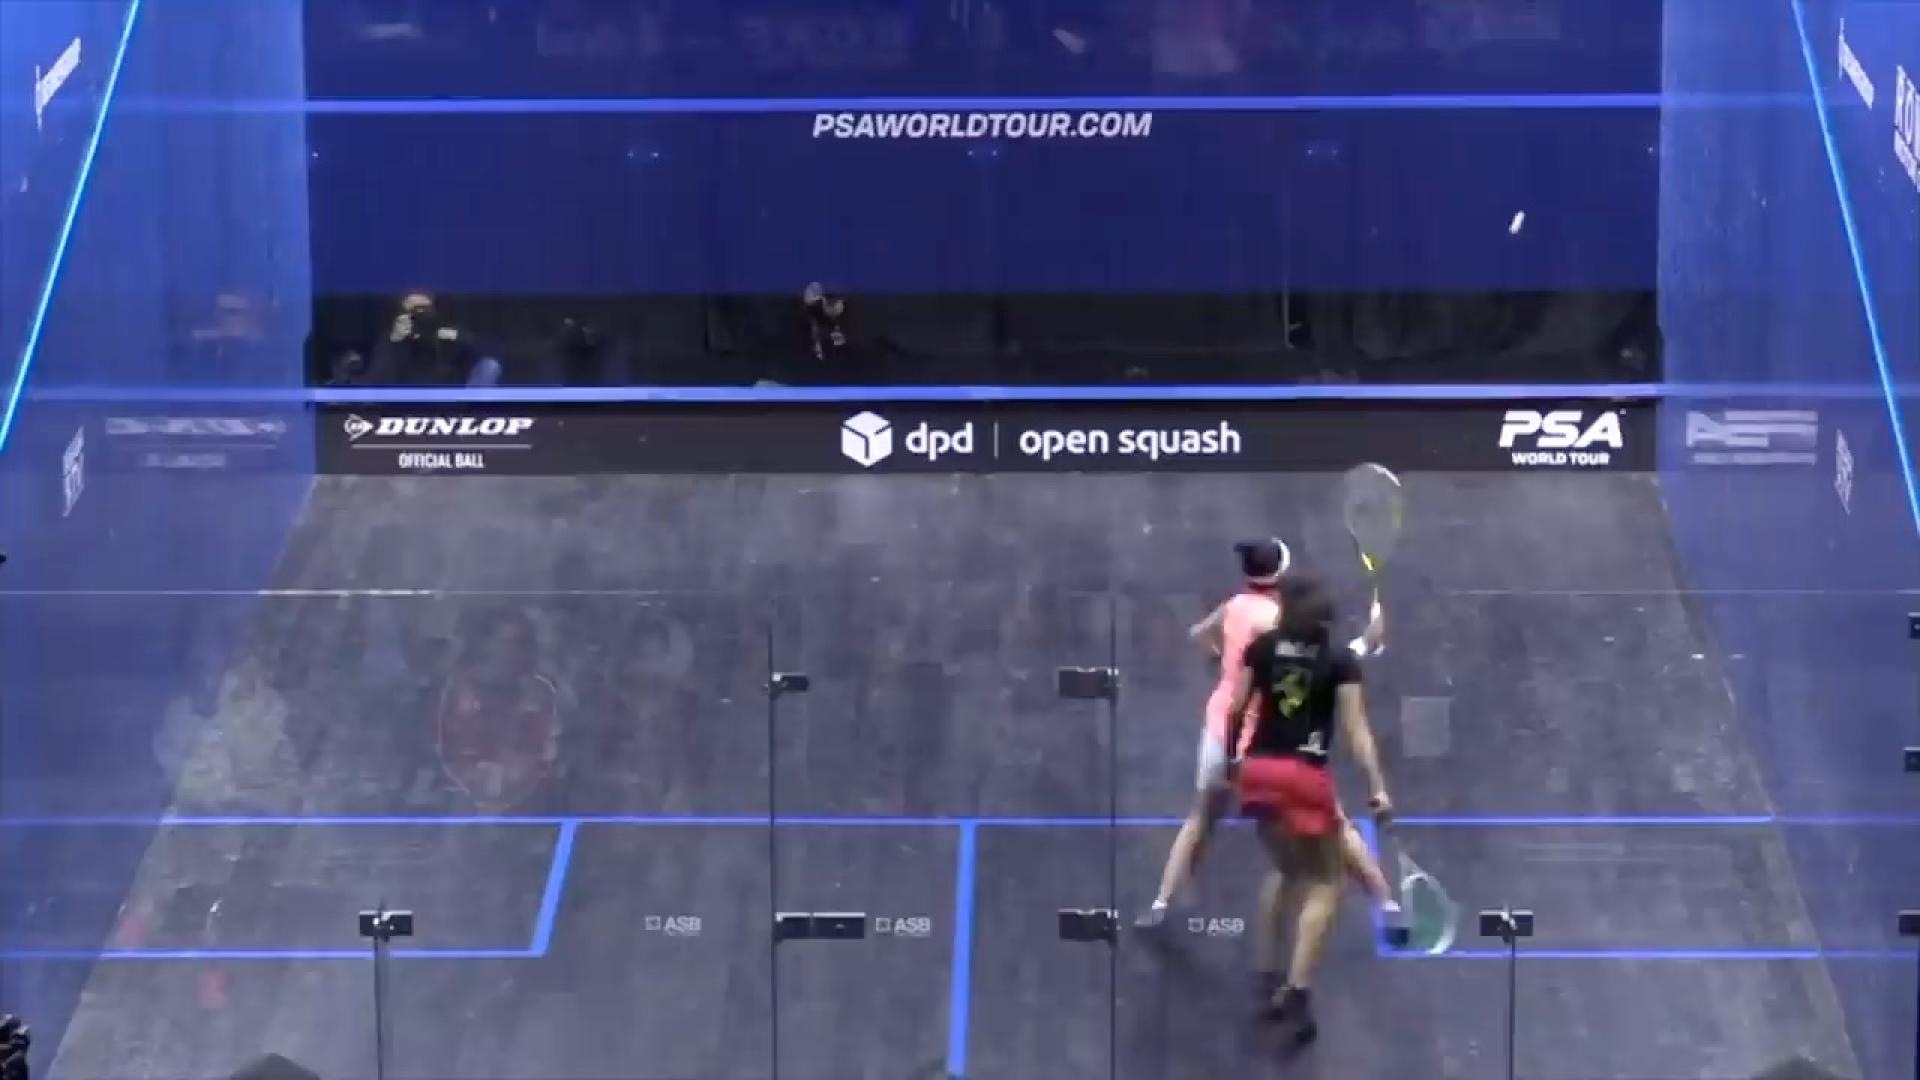 PSAWORLDTOUR.COM
DUNLOP
OFFICIAL BALL
dpd | open squash
PSA
WORLD TOUR
ASB
ASB
ASB